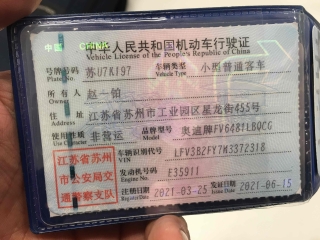 中华人民共和国机动车行驶证
Vehicle License of the People's Republic of China
号牌号码 苏U7K197 车辆类型 小型普通客车
Plate No. Vehicle Type
所有人 赵一铂
Owner
住址 江苏省苏州市工业园区星龙街455号
Address
使用性质 非营运 品牌型号 奥迪牌FV6481LBQCG
Use Character Model
江苏省苏州市公安局交通警察支队
车辆识别代号 LFV3B2FY7M3372318
VIN
发动机号码 E35911
Engine No.
注册日期 2021-03-25 发证日期 2021-06-15
Register Date Issue Date